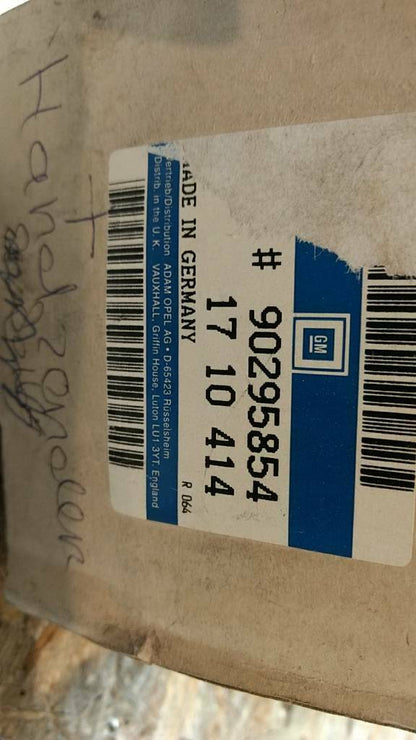 GM
# 90295854
17 10 414
MADE IN GERMANY
R 064
Vertrieb/Distribution ADAM OPEL AG • D-65423 Rüsselsheim
Distrib. in the U. K. VAUXHALL, Griffin House, Luton LU1 3YT, England
+